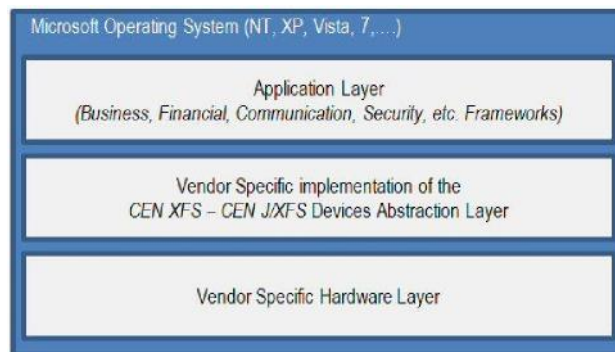 Microsoft Operating System (NT, XP, Vista, 7,...)
Application Layer
(Business, Financial, Communication, Security, etc. Frameworks)
Vendor Specific implementation of the
CEN XFS – CEN J/XFS Devices Abstraction Layer
Vendor Specific Hardware Layer